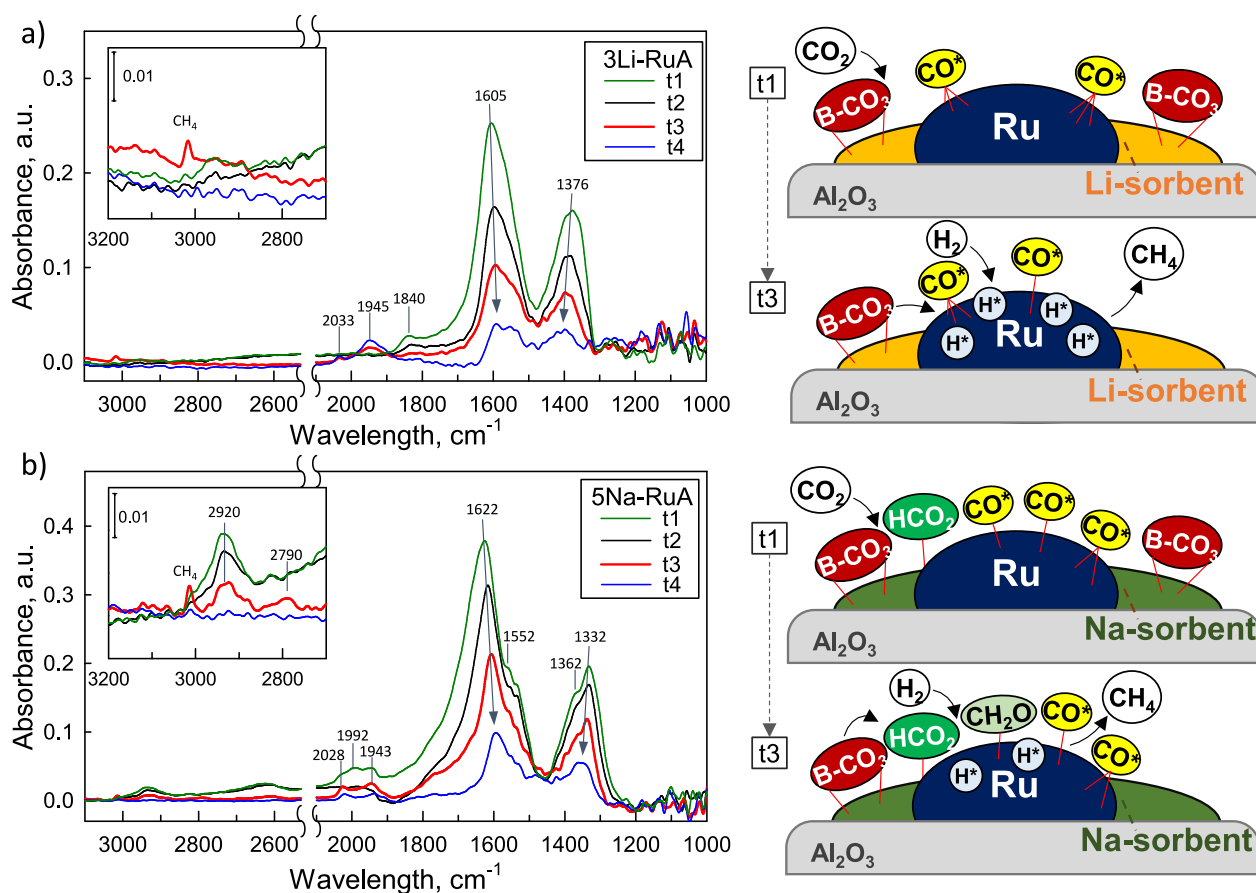 a)
3Li-RuA
t1
t2
t3
t4
0.01
CH4
3200 3000 2800
1605
1376
2033
1945
1840
0.3
0.2
0.1
0.0
Absorbance, a.u.
3000 2800 2600 2000 1800 1600 1400 1200 1000
Wavelength, cm-1
t1
t3
CO2
B-CO3
CO*
CO*
B-CO3
Ru
Li-sorbent
Al2O3
H2
CO*
CO*
CH4
B-CO3
H*
H*
H*
H*
Ru
Li-sorbent
Al2O3
b)
5Na-RuA
t1
t2
t3
t4
0.01
2920
2790
CH4
3200 3000 2800
1622
1552
1362
1332
2028
1992
1943
0.4
0.3
0.2
0.1
0.0
Absorbance, a.u.
3000 2800 2600 2000 1800 1600 1400 1200 1000
Wavelength, cm-1
t1
t3
CO2
HCO2
CO*
CO*
CO*
B-CO3
B-CO3
Ru
Na-sorbent
Al2O3
H2
CH2O
CO*
CH4
HCO2
B-CO3
H*
H*
CO*
Ru
Na-sorbent
Al2O3